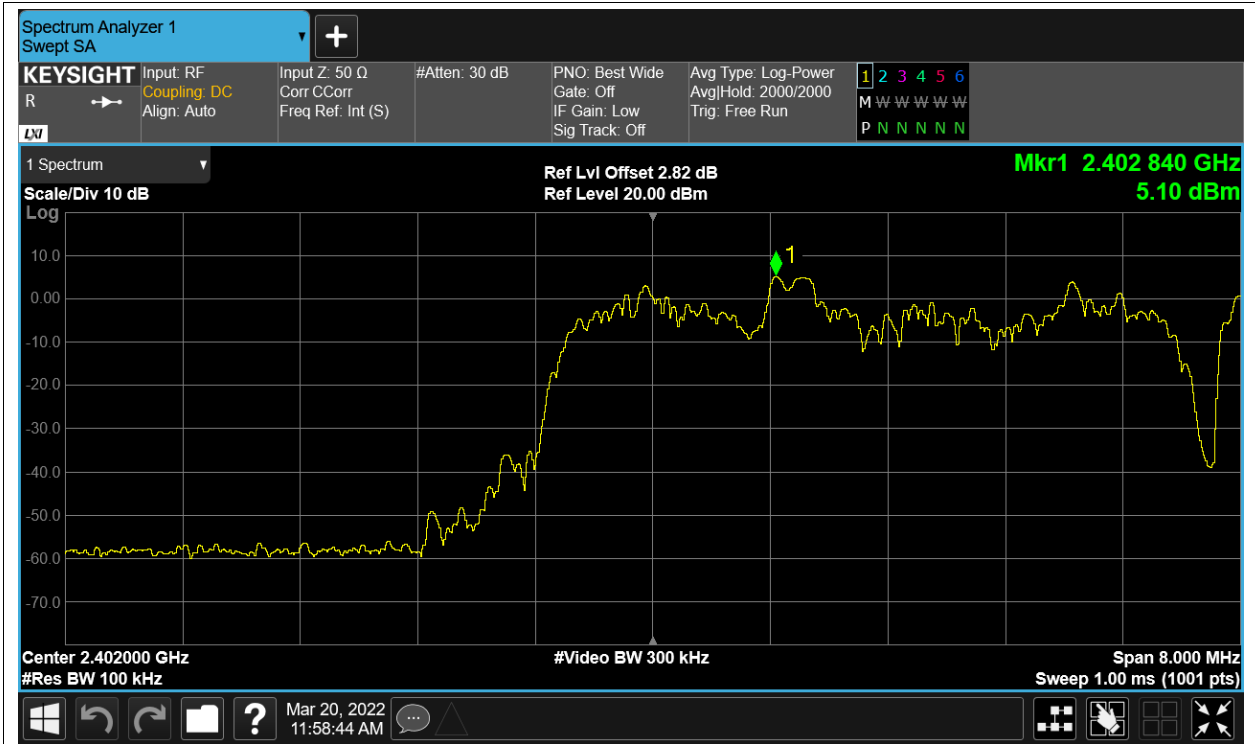 Spectrum Analyzer 1
Swept SA
KEYSIGHT
R
LXI
Input: RF
Coupling: DC
Align: Auto
Input Z: 50 Ω
Corr CCorr
Freq Ref: Int (S)
#Atten: 30 dB
PNO: Best Wide
Gate: Off
IF Gain: Low
Sig Track: Off
Avg Type: Log-Power
Avg|Hold: 2000/2000
Trig: Free Run
1 2 3 4 5 6
M W W W W W
P N N N N N
1 Spectrum
Scale/Div 10 dB
Ref Lvl Offset 2.82 dB
Ref Level 20.00 dBm
Mkr1 2.402 840 GHz
5.10 dBm
Log
1
10.0
0.00
-10.0
-20.0
-30.0
-40.0
-50.0
-60.0
-70.0
Center 2.402000 GHz
#Res BW 100 kHz
#Video BW 300 kHz
Span 8.000 MHz
Sweep 1.00 ms (1001 pts)
?
Mar 20, 2022
11:58:44 AM